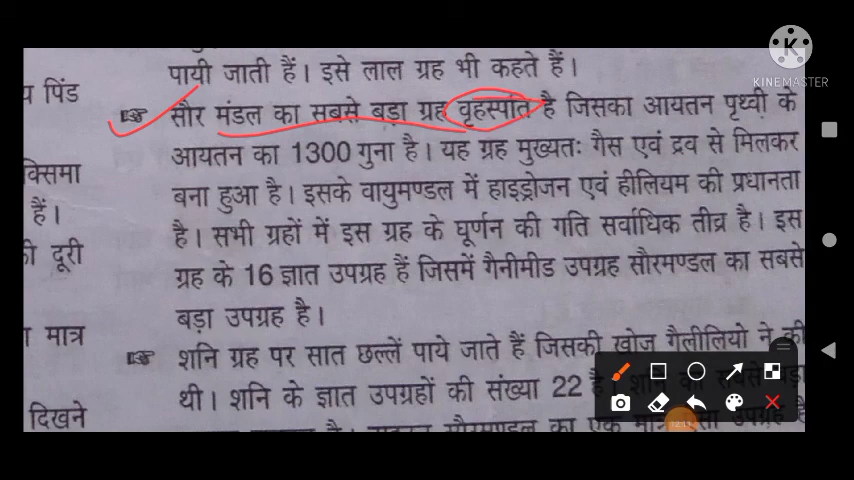 पायी जाती हैं। इसे लाल ग्रह भी कहते हैं।
य पिंड
सौर मंडल का सबसे बड़ा ग्रह वृहस्पति है जिसका आयतन पृथ्वी के
आयतन का 1300 गुना है। यह ग्रह मुख्यतः गैस एवं द्रव से मिलकर
क्सिमा
बना हुआ है। इसके वायुमण्डल में हाइड्रोजन एवं हीलियम की प्रधानता
हैं।
है। सभी ग्रहों में इस ग्रह के घूर्णन की गति सर्वाधिक तीव्र है। इस
ी दूरी
ग्रह के 16 ज्ञात उपग्रह हैं जिसमें गैनीमीड उपग्रह सौरमण्डल का सबसे
बड़ा उपग्रह है।
ा मात्र
शनि ग्रह पर सात छल्लें पाये जाते हैं जिसकी खोज गैलीलियो ने की
थी। शनि के ज्ञात उपग्रहों की संख्या 22 है।
दिखने
सौरमण्डल का एक
K
KINEMASTER